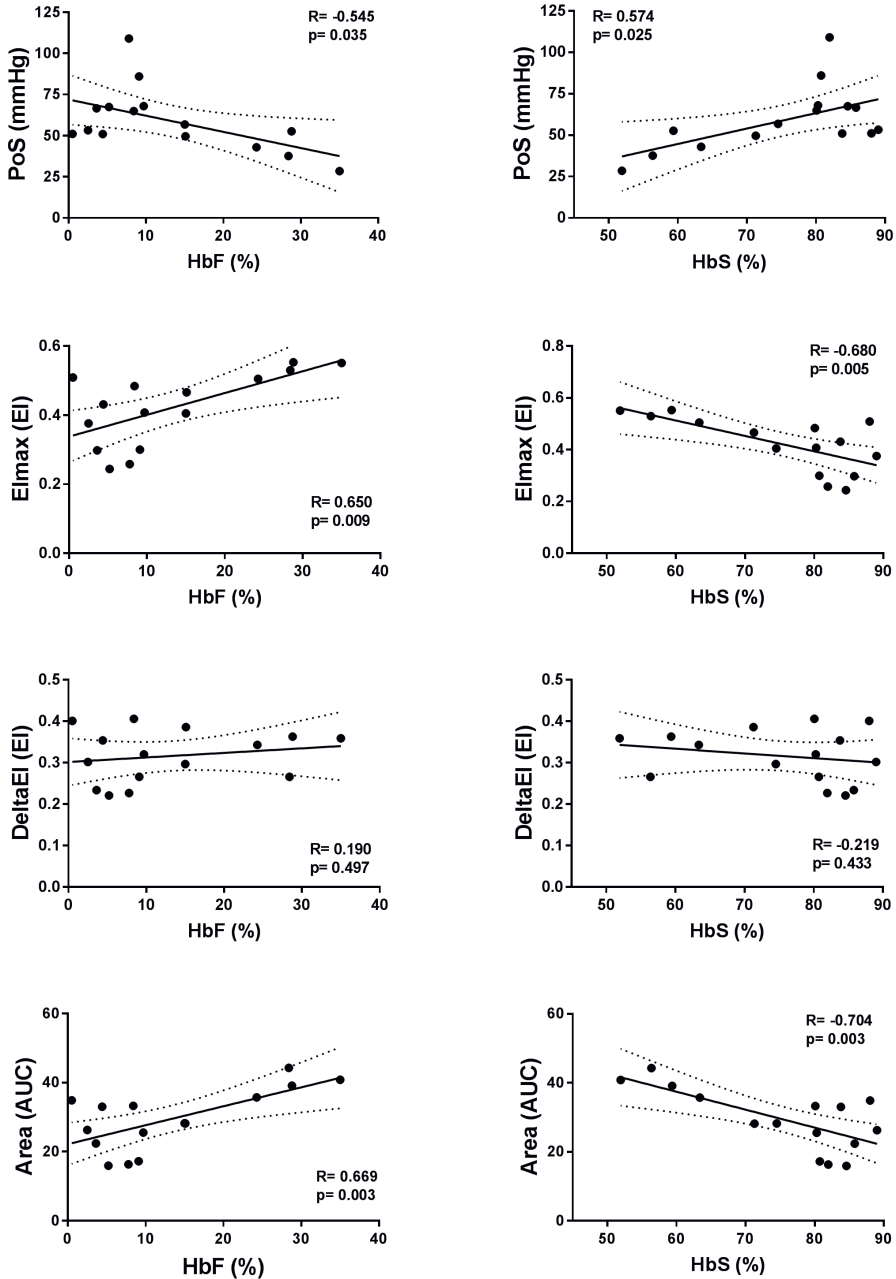 R= -0.545
p= 0.035
PoS (mmHg)
125
100
75
50
25
0
0 10 20 30 40
HbF (%)
R= 0.574
p= 0.025
PoS (mmHg)
125
100
75
50
25
0
50 60 70 80 90
HbS (%)
EImax (EI)
0.6
0.4
0.2
0.0
R= 0.650
p= 0.009
0 10 20 30 40
HbF (%)
R= -0.680
p= 0.005
EImax (EI)
0.8
0.6
0.4
0.2
0.0
50 60 70 80 90
HbS (%)
DeltaEI (EI)
0.5
0.4
0.3
0.2
0.1
0.0
R= 0.190
p= 0.497
0 10 20 30 40
HbF (%)
DeltaEI (EI)
0.5
0.4
0.3
0.2
0.1
0.0
R= -0.219
p= 0.433
50 60 70 80 90
HbS (%)
Area (AUC)
60
40
20
0
R= 0.669
p= 0.003
0 10 20 30 40
HbF (%)
R= -0.704
p= 0.003
Area (AUC)
60
40
20
0
50 60 70 80 90
HbS (%)